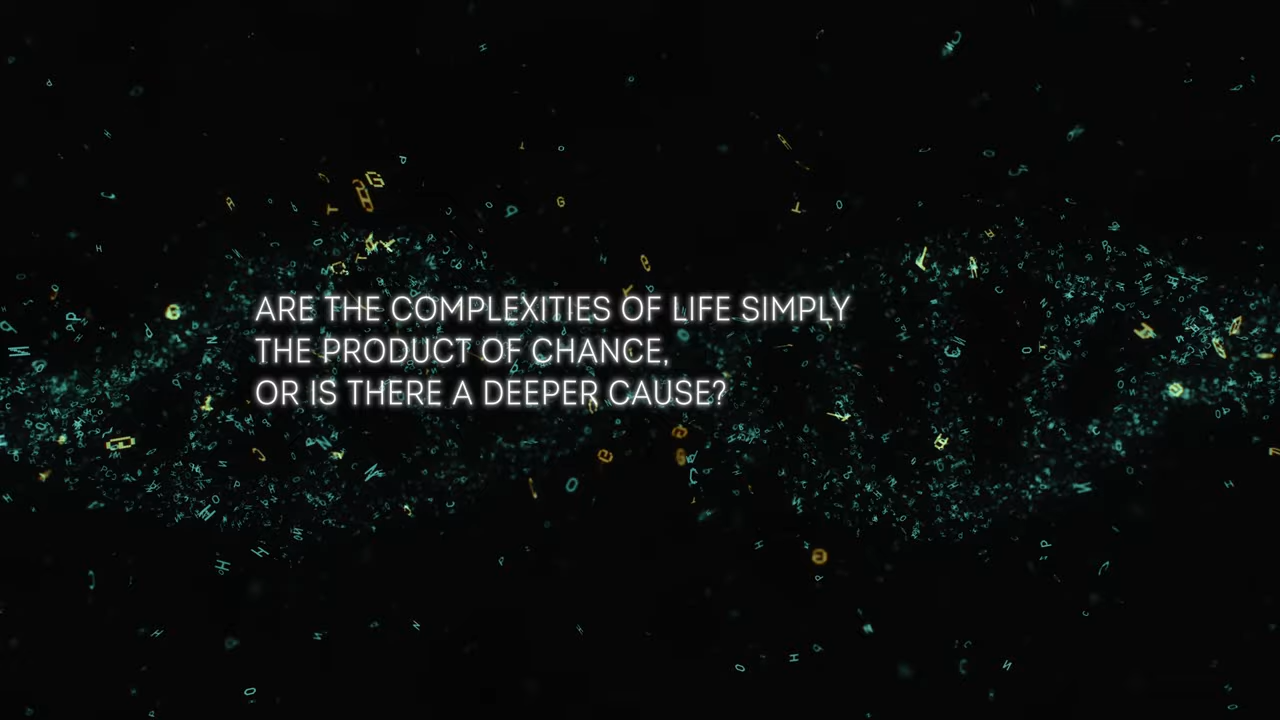 ARE THE COMPLEXITIES OF LIFE SIMPLY
THE PRODUCT OF CHANCE,
OR IS THERE A DEEPER CAUSE?